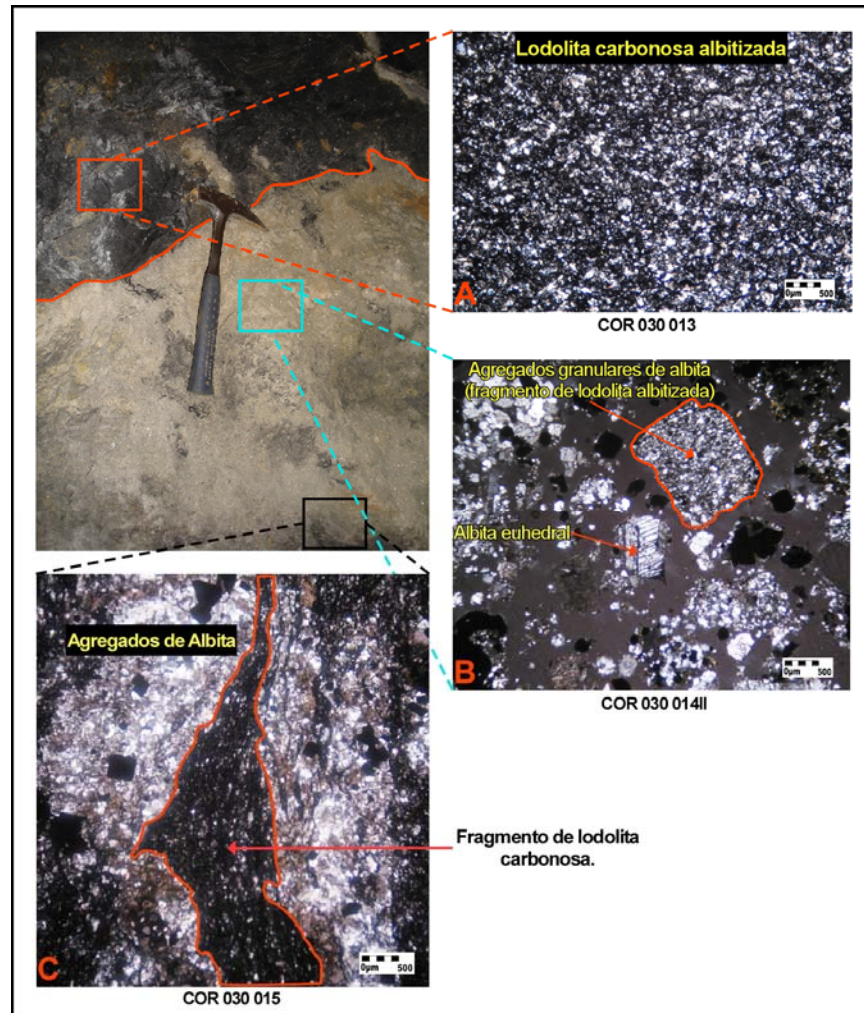 Lodolita carbonosa albitizada
A
0µm 500
COR 030 013
Agregados granulares de albita
(fragmento de lodolita albitizada)
Albita euhedral
B
0µm 500
COR 030 014II
Agregados de Albita
Fragmento de lodolita
carbonosa.
C
0µm 500
COR 030 015